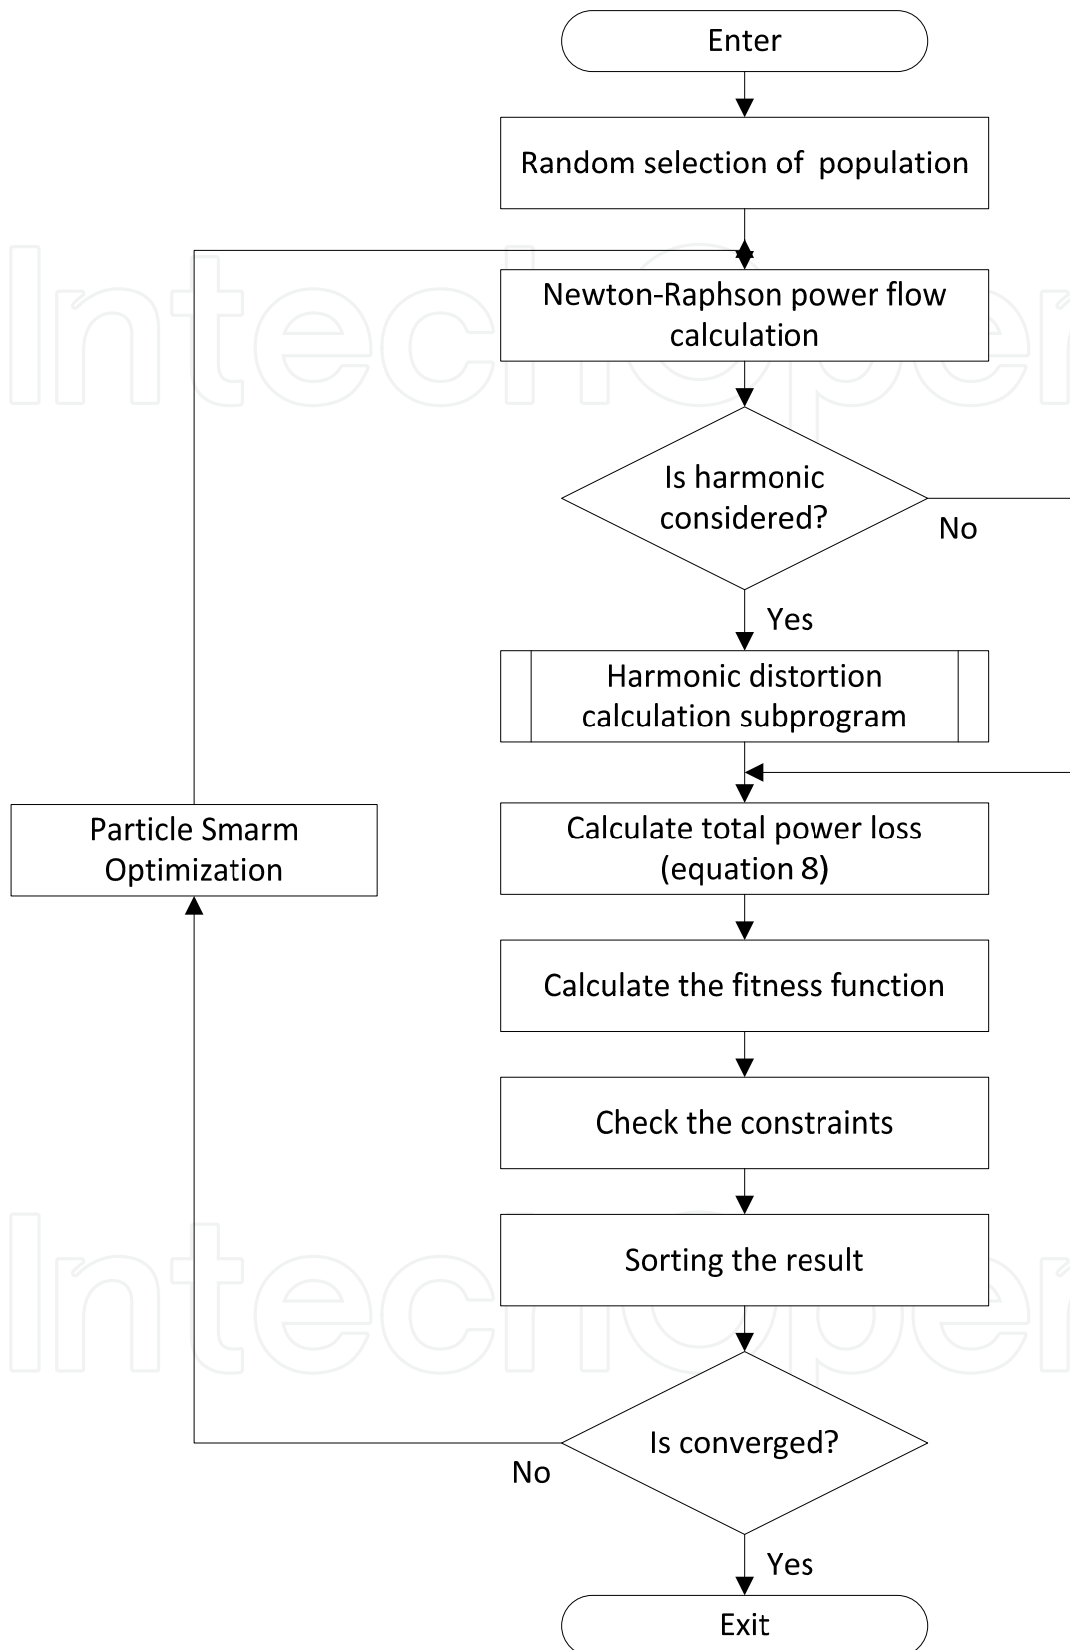 Enter
Random selection of population
Newton-Raphson power flow
calculation
Is harmonic
considered?
No
Yes
Harmonic distortion
calculation subprogram
Particle Smarm
Optimization
Calculate total power loss
(equation 8)
Calculate the fitness function
Check the constraints
Sorting the result
Is converged?
No
Yes
Exit
IntechOpen
IntechOpen